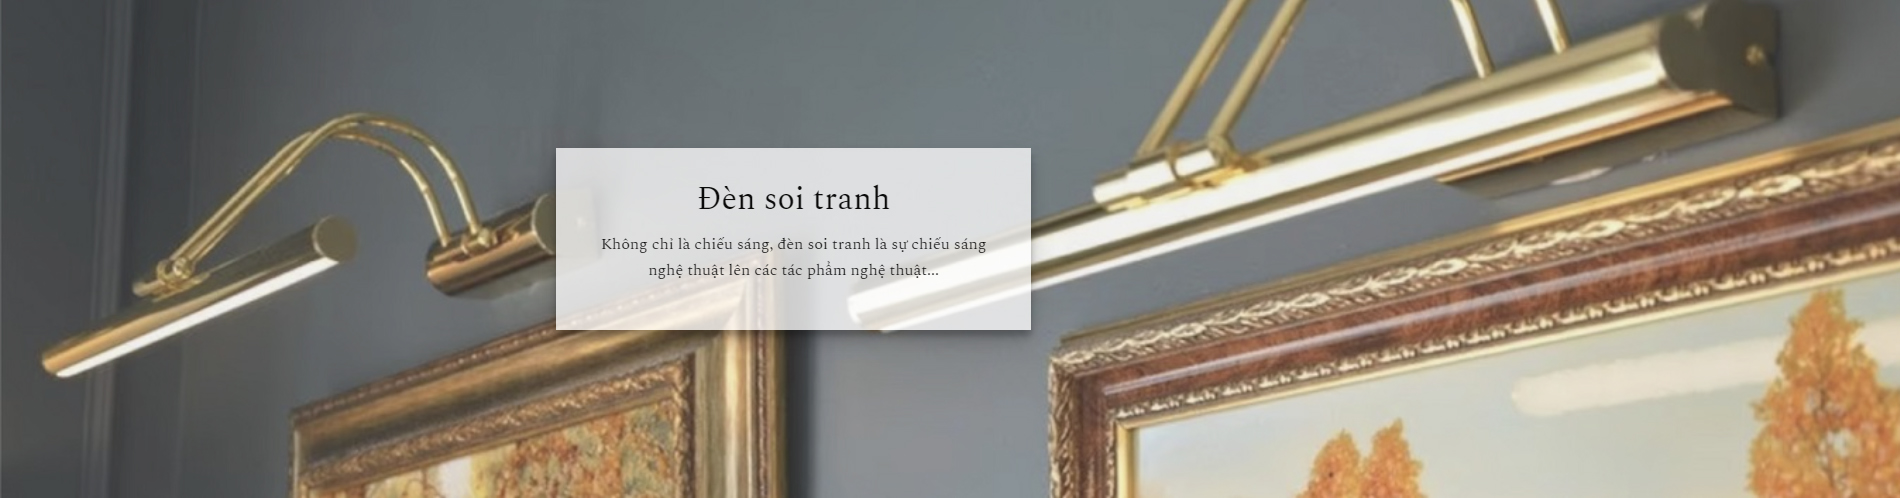 Đèn soi tranh
Không chỉ là chiếu sáng, đèn soi tranh là sự chiếu sáng
nghệ thuật lên các tác phẩm nghệ thuật...